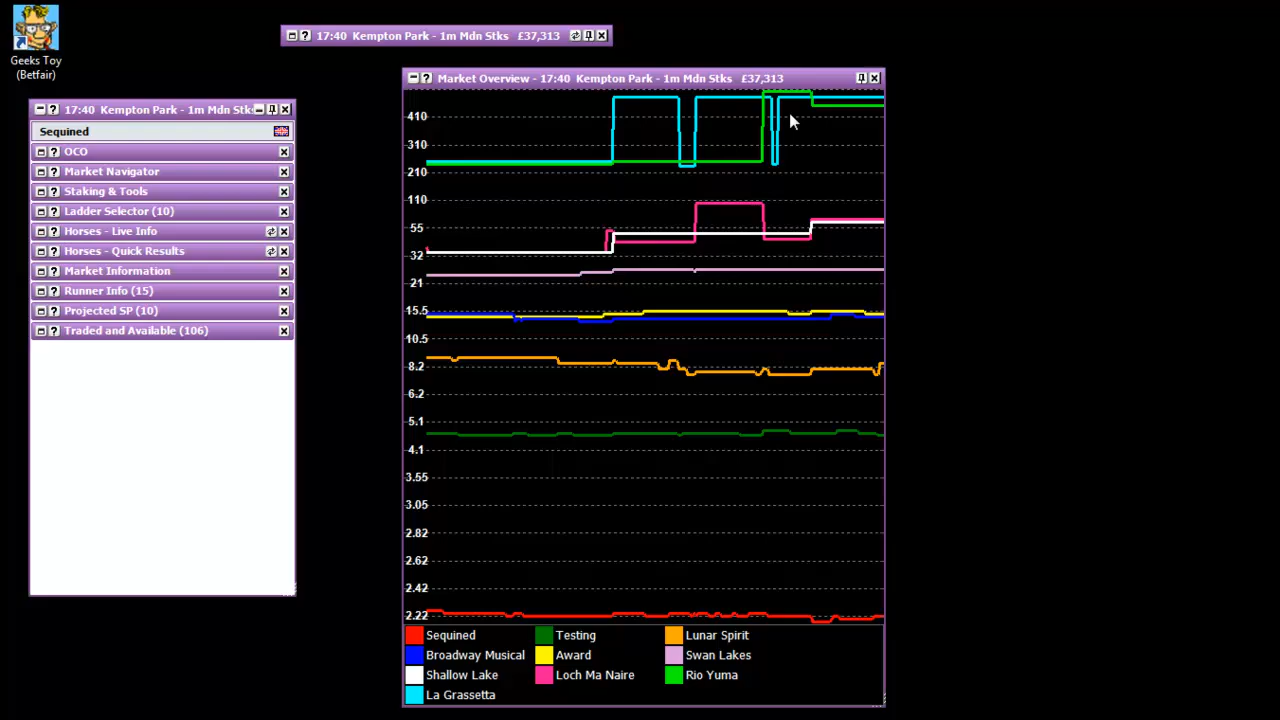 Geeks Toy
(Betfair)
17:40 Kempton Park - 1m Mdn Stks £37,313
Market Overview - 17:40 Kempton Park - 1m Mdn Stks £37,313
17:40 Kempton Park - 1m Mdn Stks
Sequined
OCO
Market Navigator
Staking & Tools
Ladder Selector (10)
Horses - Live Info
Horses - Quick Results
Market Information
Runner Info (15)
Projected SP (10)
Traded and Available (106)
410
310
210
110
55
32
21
15.5
10.5
8.2
6.2
5.1
4.1
3.55
3.05
2.82
2.62
2.42
2.22
Sequined
Testing
Lunar Spirit
Broadway Musical
Award
Swan Lakes
Shallow Lake
Loch Ma Naire
Rio Yuma
La Grassetta